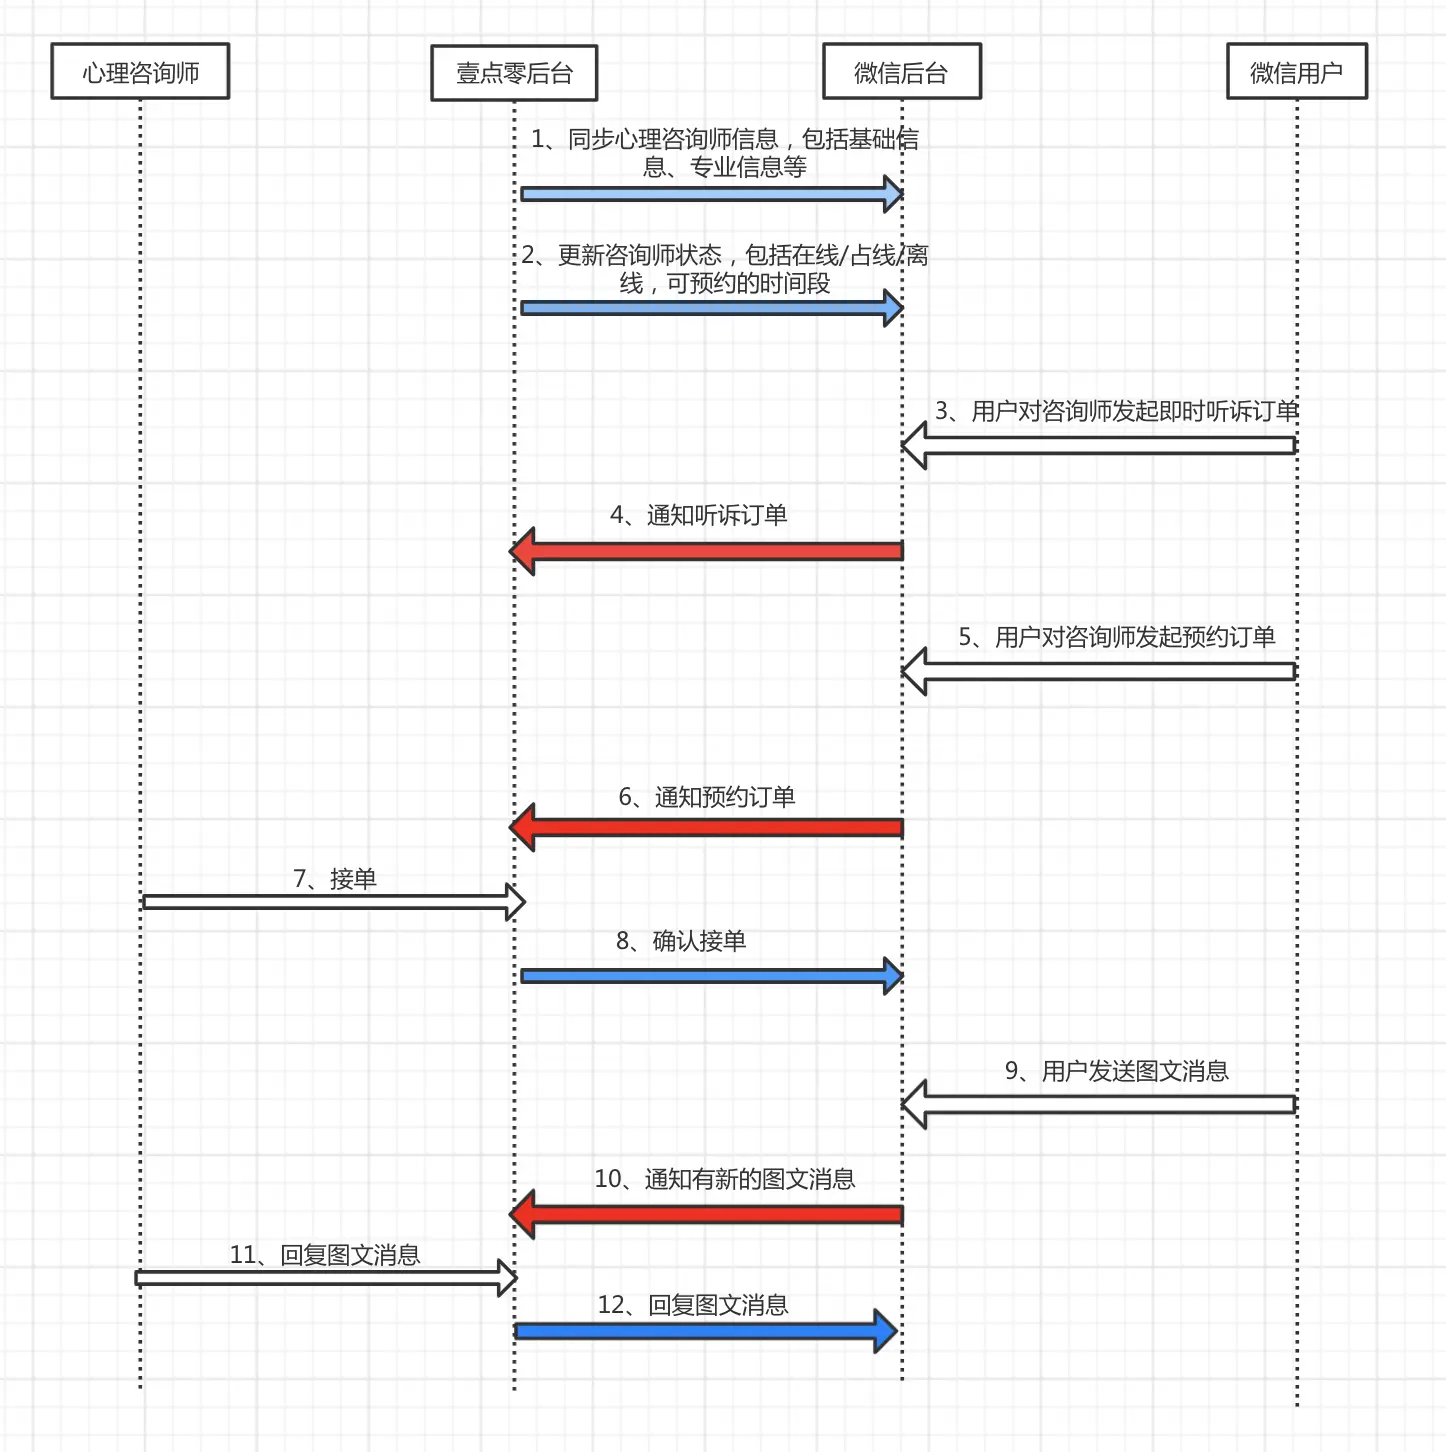 心理咨询师
壹点零后台
微信后台
微信用户
1、同步心理咨询师信息，包括基础信
息、专业信息等
2、更新咨询师状态，包括在线/占线/离
线，可预约的时间段
3、用户对咨询师发起即时听诉订单
4、通知听诉订单
5、用户对咨询师发起预约订单
6、通知预约订单
7、接单
8、确认接单
9、用户发送图文消息
10、通知有新的图文消息
11、回复图文消息
12、回复图文消息